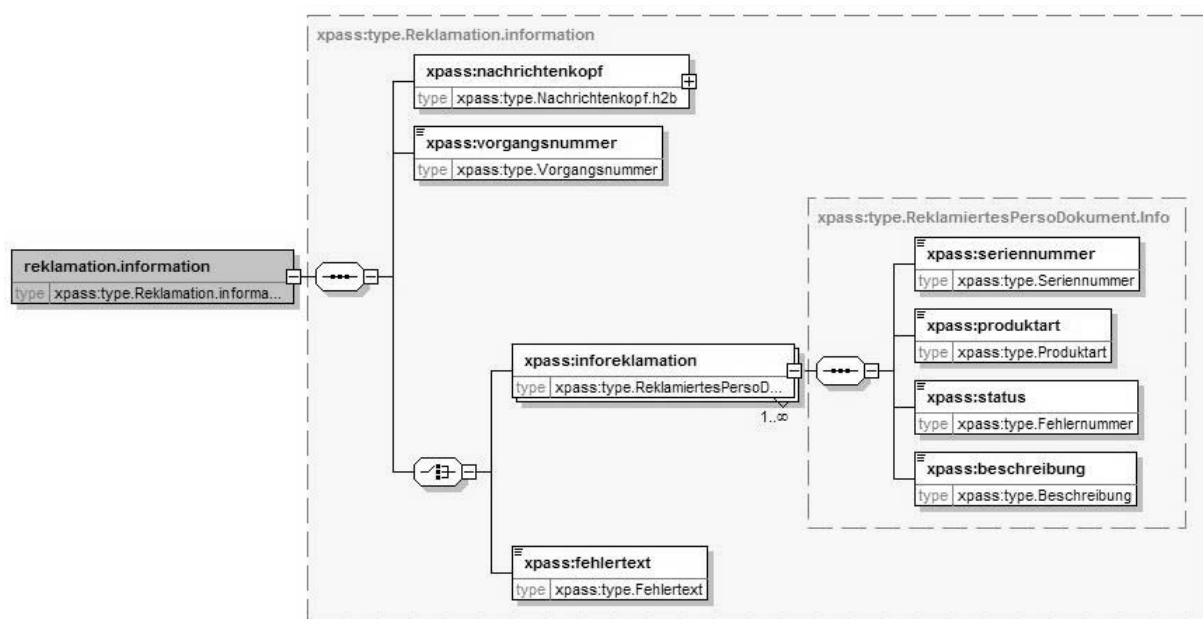 xpass:type.Reklamation.information
xpass:nachrichtenkopf
type xpass:type.Nachrichtenkopf.h2b
xpass:vorgangsnummer
type xpass:type.Vorgangsnummer
xpass:type.ReklamiertesPersoDokument.Info
xpass:seriennummer
type xpass:type.Seriennummer
reklamation.information
type xpass:type.Reklamation.informa...
xpass:produktart
type xpass:type.Produktart
xpass:inforeklamation
type xpass:type.ReklamiertesPersoD...
1..∞
xpass:status
type xpass:type.Fehlernummer
xpass:beschreibung
type xpass:type.Beschreibung
xpass:fehlertext
type xpass:type.Fehlertext